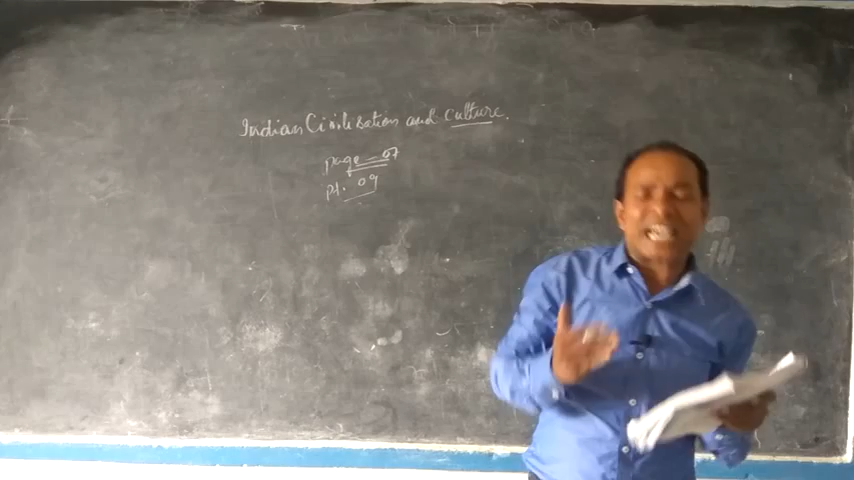 Indian Civilisation and culture.
page - 07
pt. 09